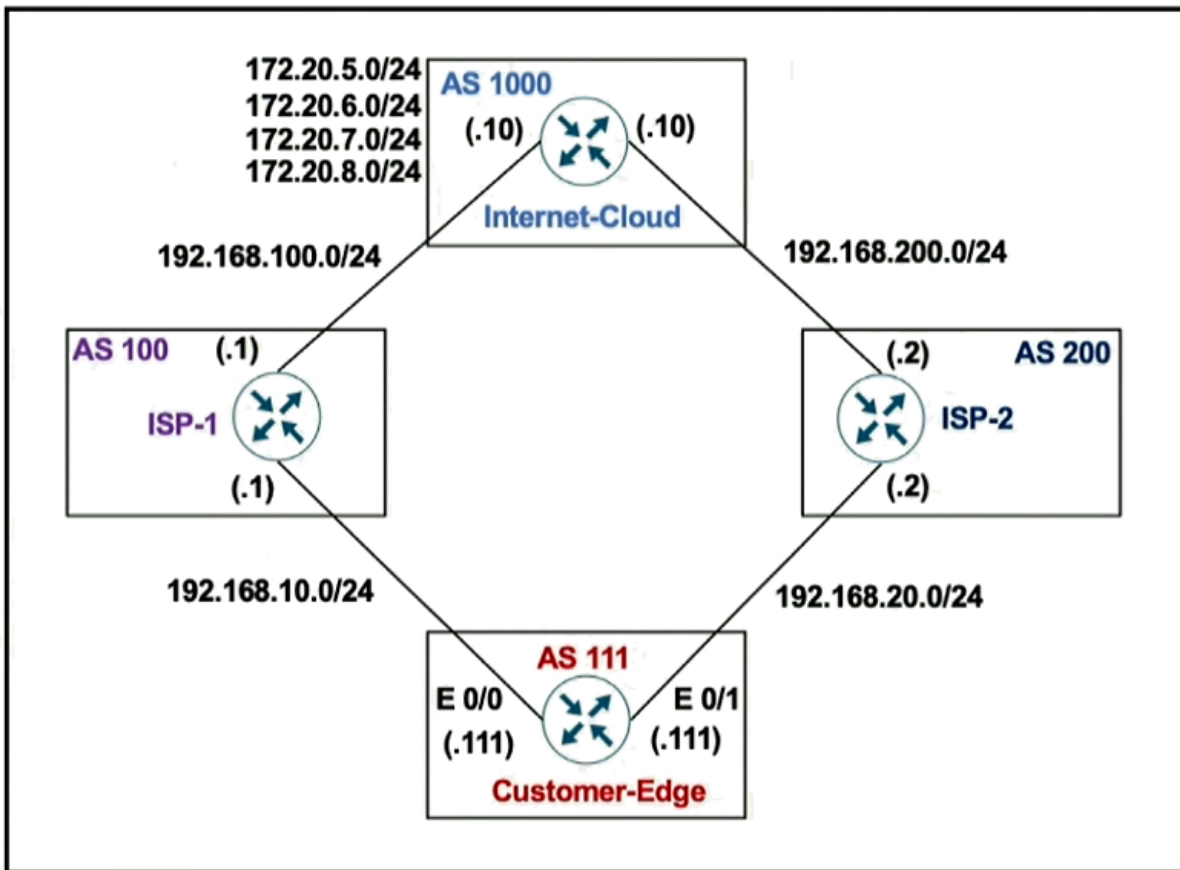 172.20.5.0/24
AS 1000
172.20.6.0/24
(.10)
(.10)
172.20.7.0/24
172.20.8.0/24
Internet-Cloud
192.168.100.0/24
192.168.200.0/24
AS 100
(.1)
ISP-1
(.1)
(.2)
AS 200
ISP-2
(.2)
192.168.10.0/24
192.168.20.0/24
AS 111
E 0/0
E 0/1
(.111)
(.111)
Customer-Edge